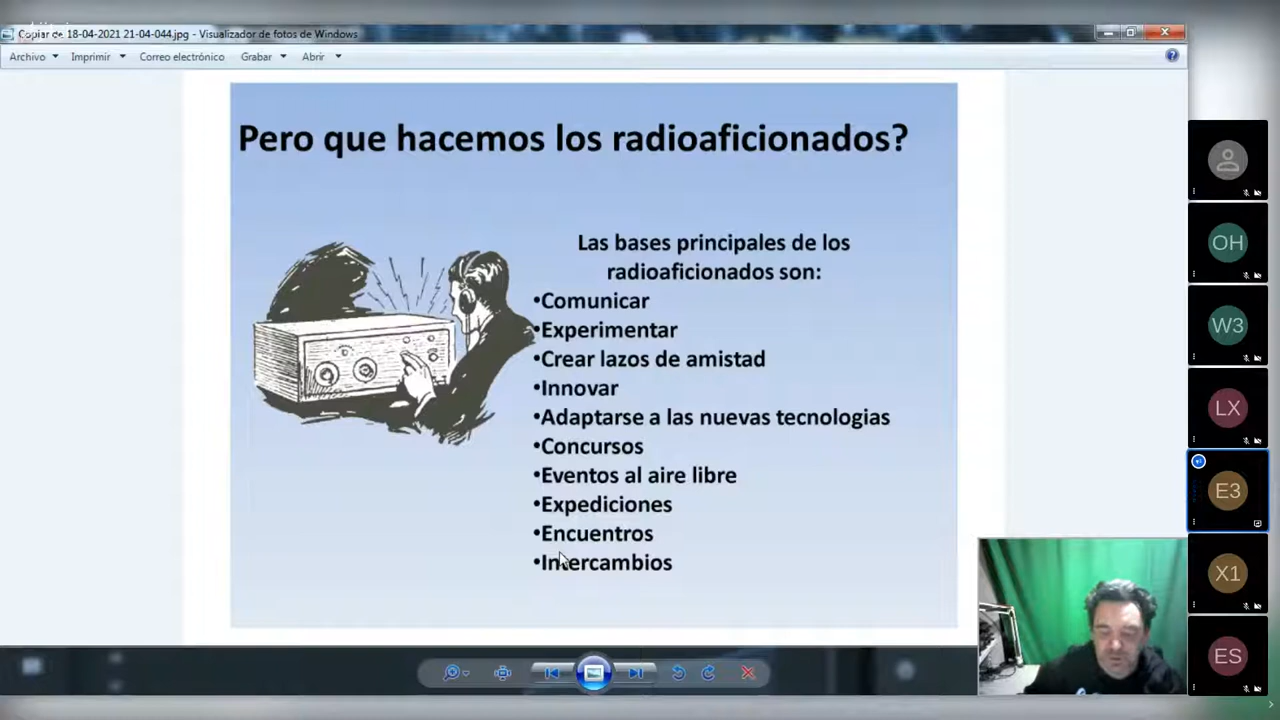 Copiar de 18-04-2021 21-04-044.jpg - Visualizador de fotos de Windows
Archivo Imprimir Correo electrónico Grabar Abrir
Pero que hacemos los radioaficionados?
Las bases principales de los
radioaficionados son:
•Comunicar
•Experimentar
•Crear lazos de amistad
•Innovar
•Adaptarse a las nuevas tecnologias
•Concursos
•Eventos al aire libre
•Expediciones
•Encuentros
•Intercambios
OH
W3
LX
E3
X1
ES